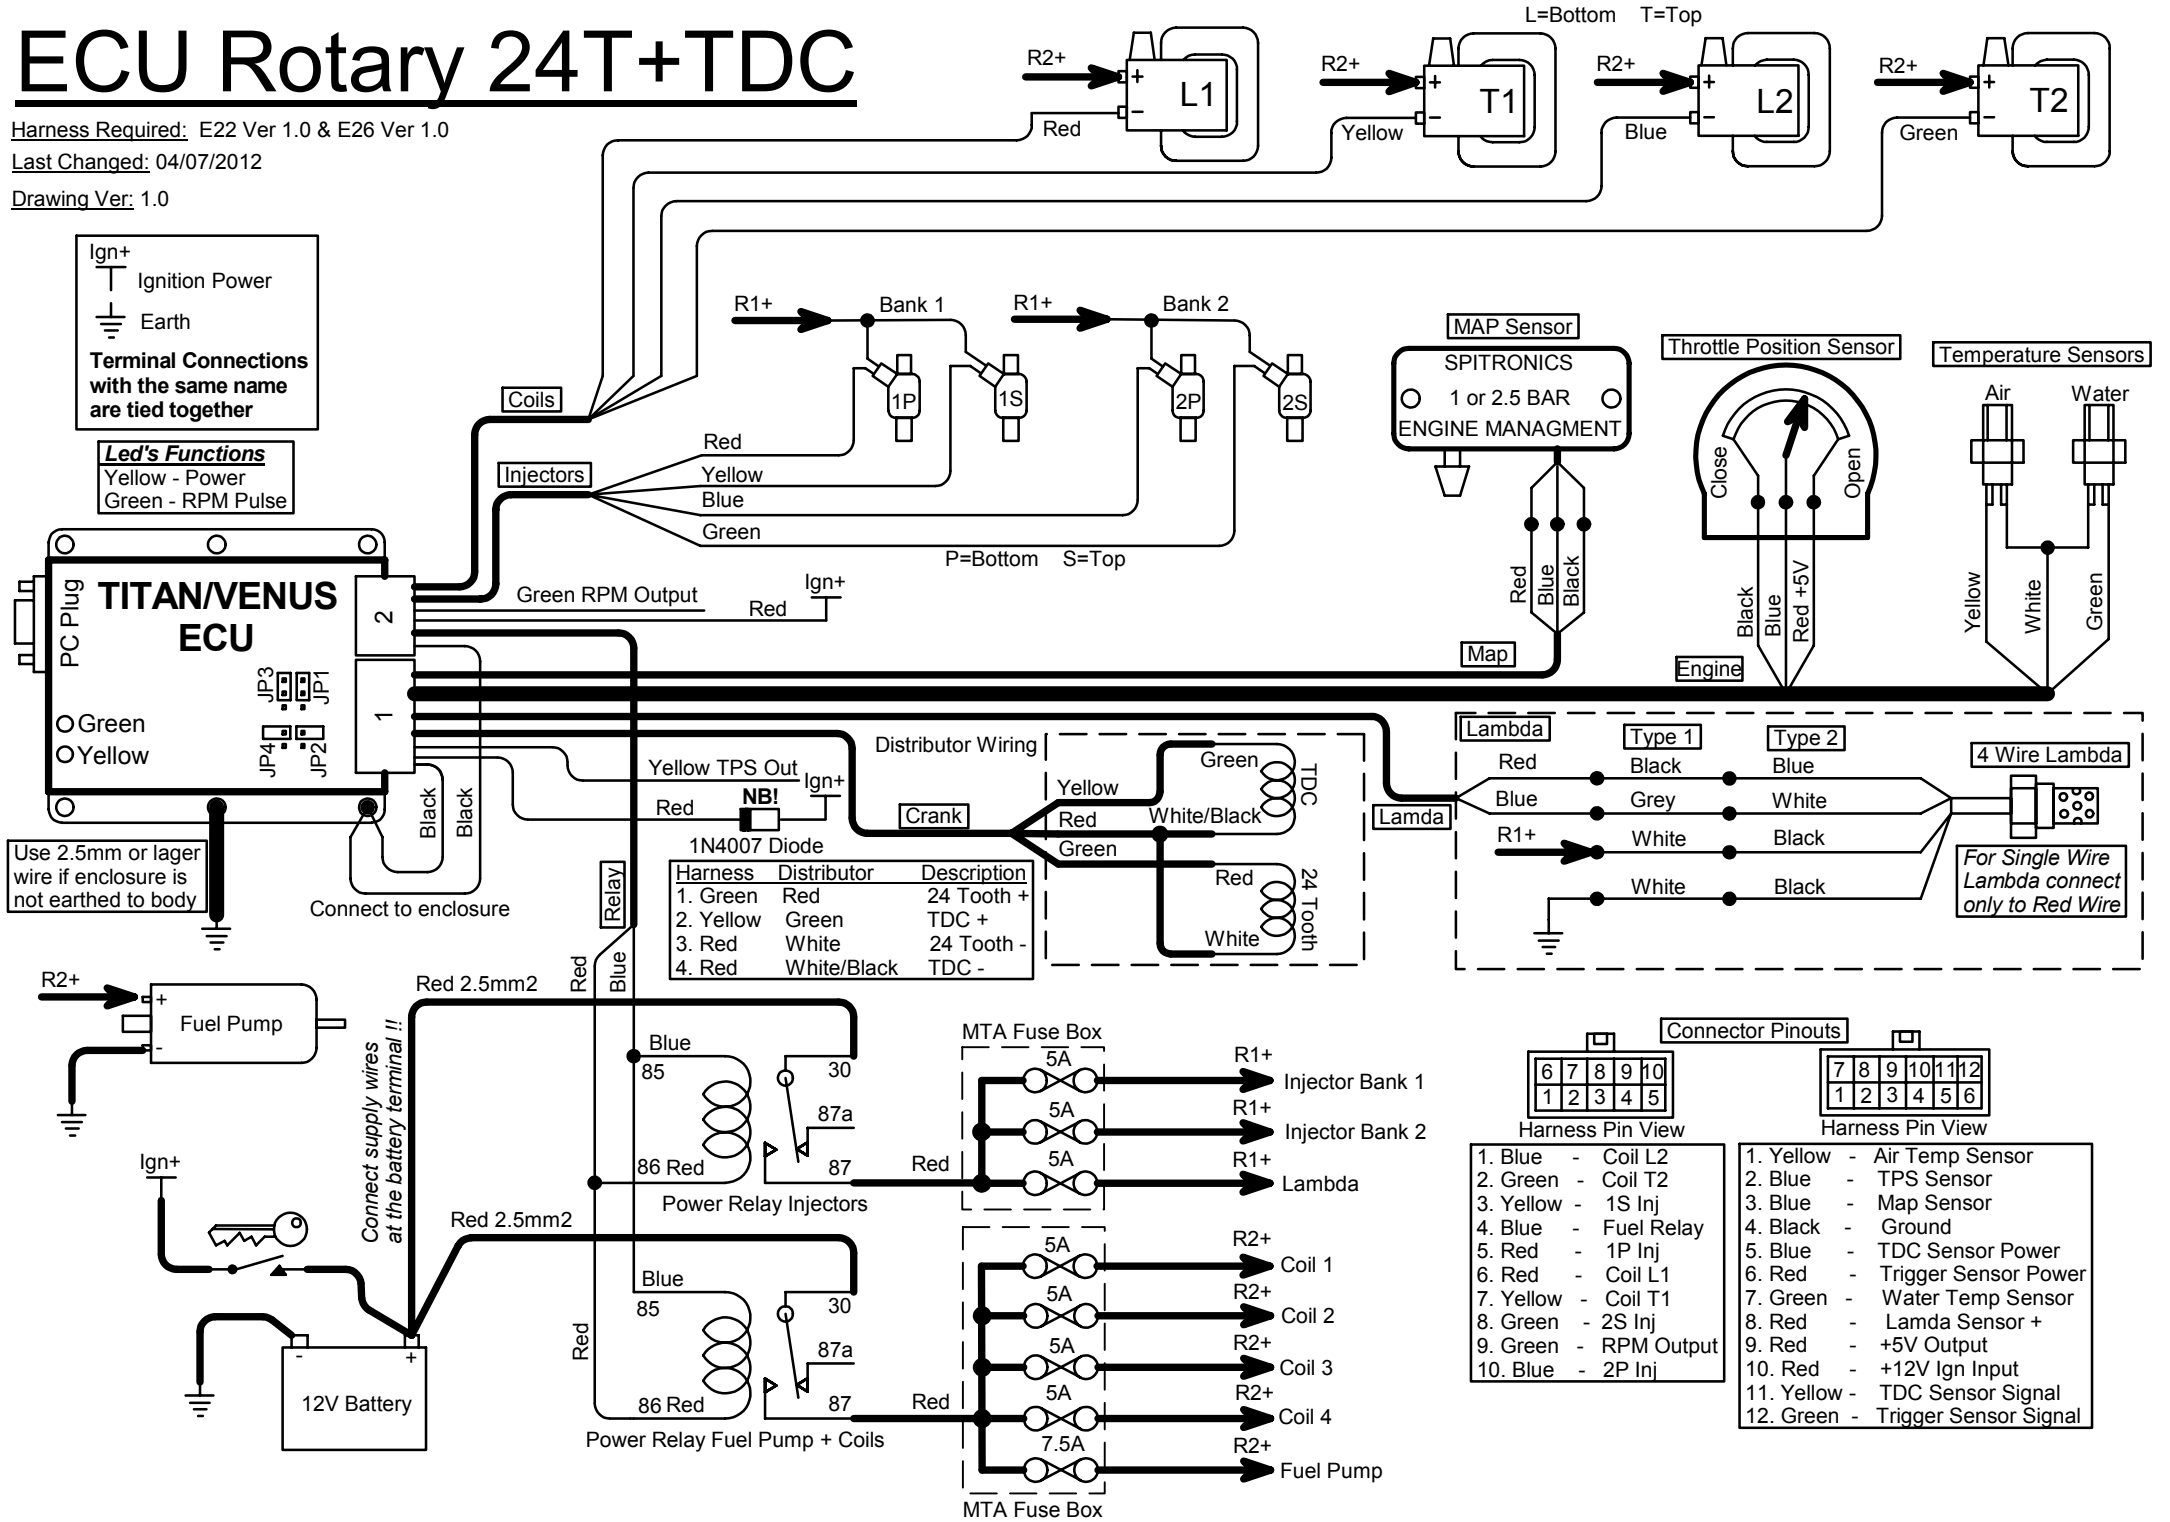 ECU Rotary 24T+TDC
Harness Required: E22 Ver 1.0 & E26 Ver 1.0
Last Changed: 04/07/2012
Drawing Ver: 1.0
L=Bottom T=Top
R2+
+
-
L1
Red
R2+
+
-
T1
Yellow
R2+
+
-
L2
Blue
R2+
+
-
T2
Green
Ign+
Ignition Power
Earth
Terminal Connections
with the same name
are tied together
Led's Functions
Yellow - Power
Green - RPM Pulse
Coils
Injectors
R1+
Bank 1
R1+
Bank 2
1P
1S
2P
2S
Red
Yellow
Blue
Green
P=Bottom S=Top
MAP Sensor
SPITRONICS
1 or 2.5 BAR
ENGINE MANAGMENT
Red
Blue
Black
Map
Throttle Position Sensor
Close
Open
Black
Blue
Red +5V
Engine
Temperature Sensors
Air
Water
Yellow
White
Green
PC Plug
TITAN/VENUS
ECU
2
1
JP3
JP1
JP4
JP2
Green
Yellow
Green RPM Output
Red
Ign+
Yellow TPS Out
Ign+
Red
NB!
1N4007 Diode
Black
Black
Connect to enclosure
Use 2.5mm or lager
wire if enclosure is
not earthed to body
Relay
Crank
Distributor Wiring
Yellow
Red
Green
Green
TDC
White/Black
Red
24 Tooth
White
Harness Distributor Description
1. Green Red 24 Tooth +
2. Yellow Green TDC +
3. Red White 24 Tooth -
4. Red White/Black TDC -
Lamda
Lambda
Type 1
Type 2
4 Wire Lambda
Red
Black
Blue
Blue
Grey
White
R1+
White
Black
White
Black
For Single Wire
Lambda connect
only to Red Wire
R2+
+
-
Fuel Pump
Ign+
Connect supply wires
at the battery terminal !!
Red 2.5mm2
Red 2.5mm2
-
+
12V Battery
Red
Blue
Blue
85
30
87a
86 Red
87
Power Relay Injectors
Red
Red
Blue
85
30
87a
86 Red
87
Power Relay Fuel Pump + Coils
Red
MTA Fuse Box
5A
R1+
Injector Bank 1
5A
R1+
Injector Bank 2
5A
R1+
Lambda
5A
R2+
Coil 1
5A
R2+
Coil 2
5A
R2+
Coil 3
5A
R2+
Coil 4
7.5A
R2+
Fuel Pump
MTA Fuse Box
Connector Pinouts
6 7 8 9 10
1 2 3 4 5
Harness Pin View
1. Blue - Coil L2
2. Green - Coil T2
3. Yellow - 1S Inj
4. Blue - Fuel Relay
5. Red - 1P Inj
6. Red - Coil L1
7. Yellow - Coil T1
8. Green - 2S Inj
9. Green - RPM Output
10. Blue - 2P Inj
7 8 9 10 11 12
1 2 3 4 5 6
Harness Pin View
1. Yellow - Air Temp Sensor
2. Blue - TPS Sensor
3. Blue - Map Sensor
4. Black - Ground
5. Blue - TDC Sensor Power
6. Red - Trigger Sensor Power
7. Green - Water Temp Sensor
8. Red - Lamda Sensor +
9. Red - +5V Output
10. Red - +12V Ign Input
11. Yellow - TDC Sensor Signal
12. Green - Trigger Sensor Signal